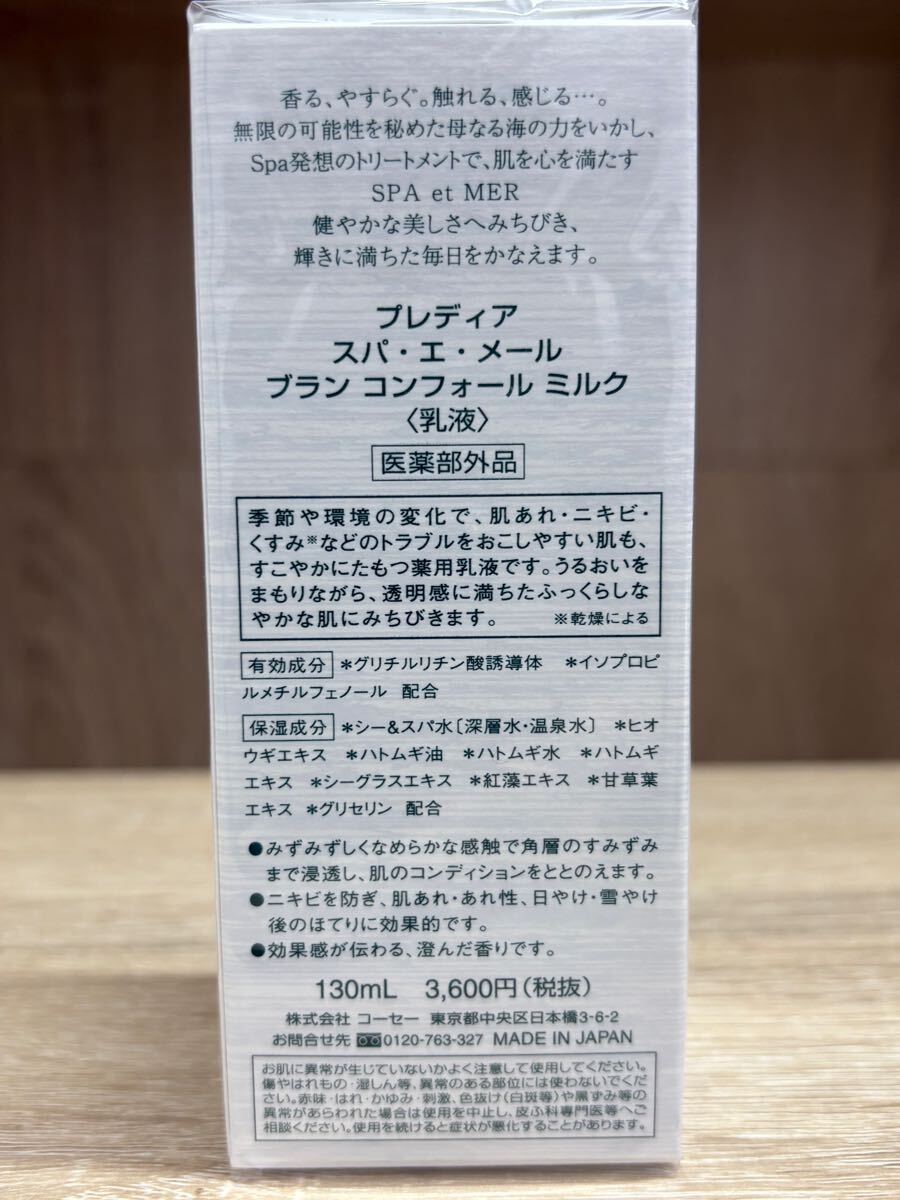 香る、やすらぐ。触れる、感じる…。
無限の可能性を秘めた母なる海の力をいかし、
Spa発想のトリートメントで、肌を心を満たす
SPA et MER
健やかな美しさへみちびき、
輝きに満ちた毎日をかなえます。
プレディア
スパ・エ・メール
ブラン コンフォール ミルク
〈乳液〉
医薬部外品
季節や環境の変化で、肌あれ・ニキビ・
くすみ※などのトラブルをおこしやすい肌も、
すこやかにたもつ薬用乳液です。うるおいを
まもりながら、透明感に満ちたふっくらしな
やかな肌にみちびきます。 ※乾燥による
有効成分 *グリチルリチン酸誘導体 *イソプロピ
ルメチルフェノール 配合
保湿成分 *シー&スパ水〔深層水・温泉水〕 *ヒオ
ウギエキス *ハトムギ油 *ハトムギ水 *ハトムギ
エキス *シーグラスエキス *紅藻エキス *甘草葉
エキス *グリセリン 配合
●みずみずしくなめらかな感触で角層のすみずみ
まで浸透し、肌のコンディションをととのえます。
●ニキビを防ぎ、肌あれ・あれ性、日やけ・雪やけ
後のほてりに効果的です。
●効果感が伝わる、澄んだ香りです。
130mL 3,600円(税抜)
株式会社 コーセー 東京都中央区日本橋3-6-2
お問合せ先 0120-763-327 MADE IN JAPAN
お肌に異常が生じていないかよく注意して使用してください。
傷やはれもの・湿しん等、異常のある部位には使わないでくだ
さい。赤味・はれ・かゆみ・刺激、色抜け(白斑等)や黒ずみ等の
異常があらわれた場合は使用を中止し、皮ふ科専門医等へご
相談ください。使用を続けると症状が悪化することがあります。